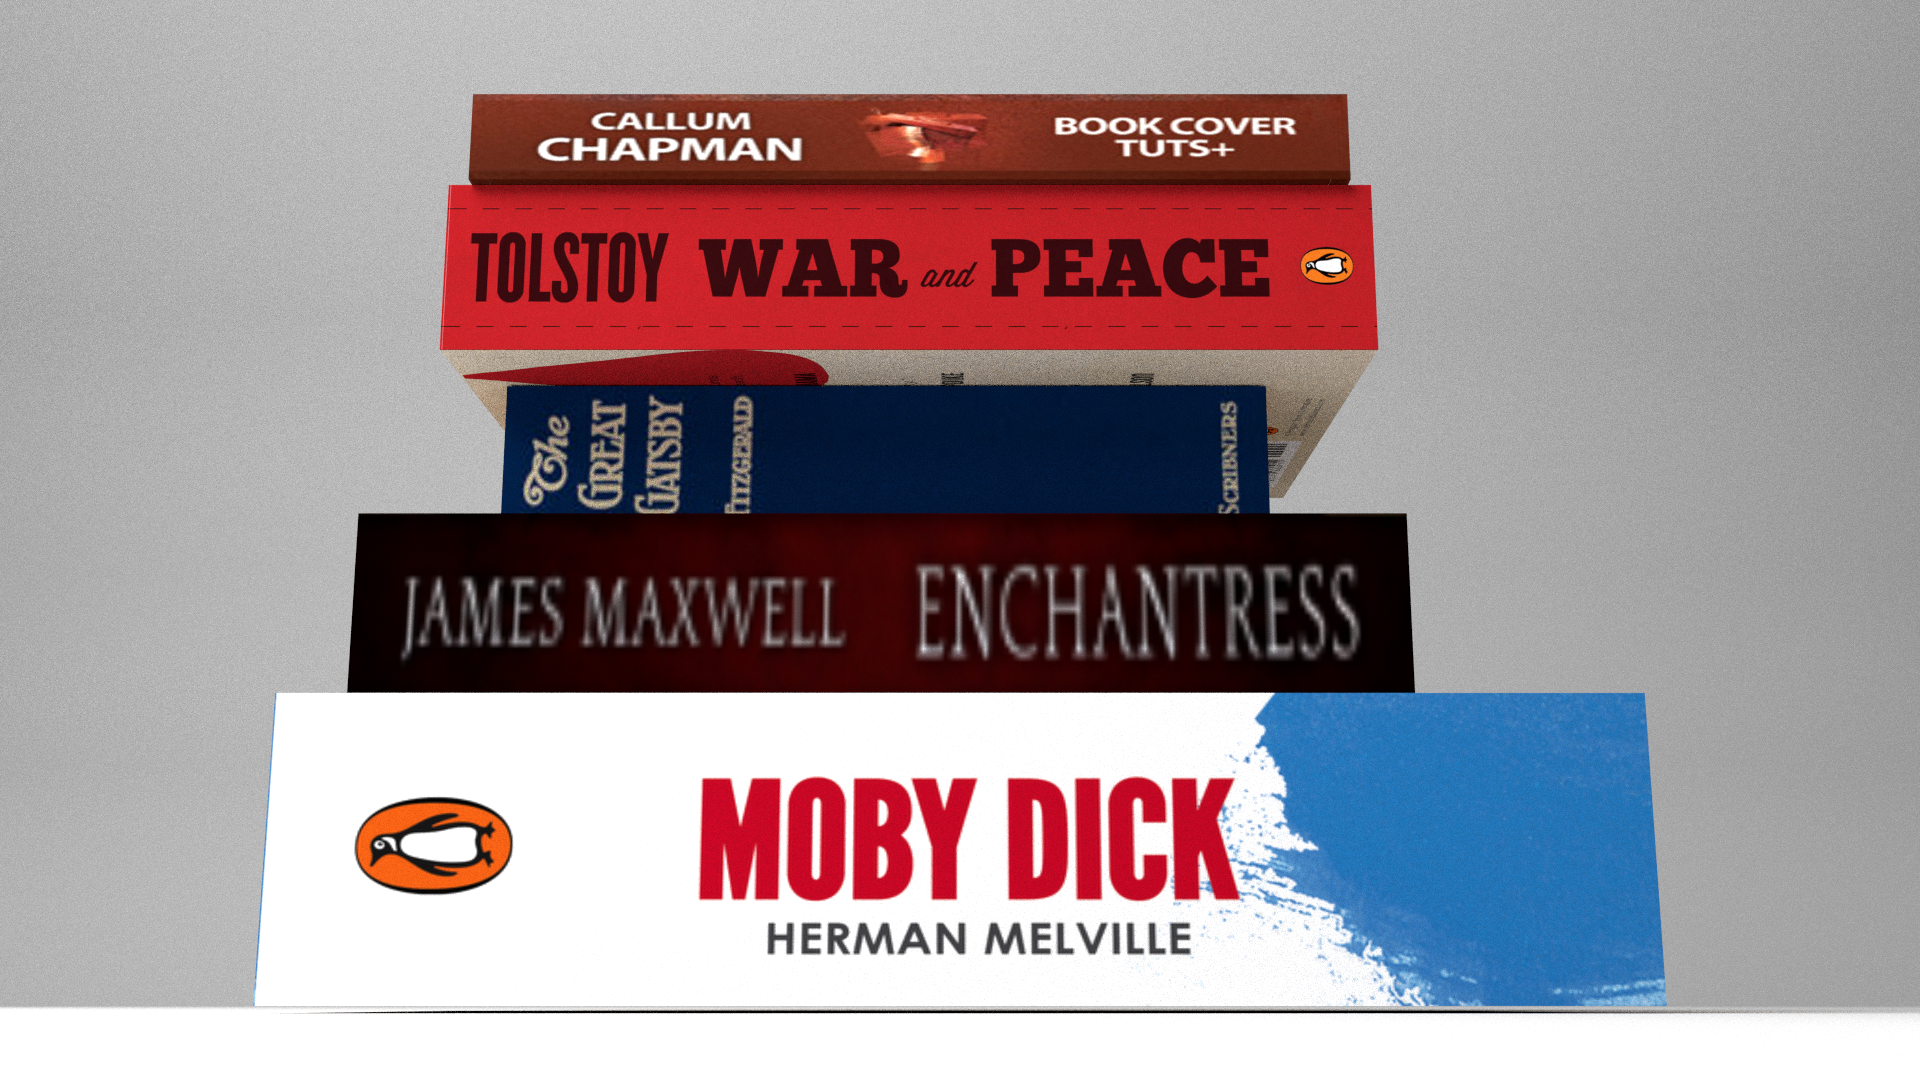 CALLUM
CHAPMAN
BOOK COVER
TUTS+
TOLSTOY WAR and PEACE
The
GREAT
GATSBY
FITZGERALD
SCRIBNERS
JAMES MAXWELL ENCHANTRESS
MOBY DICK
HERMAN MELVILLE